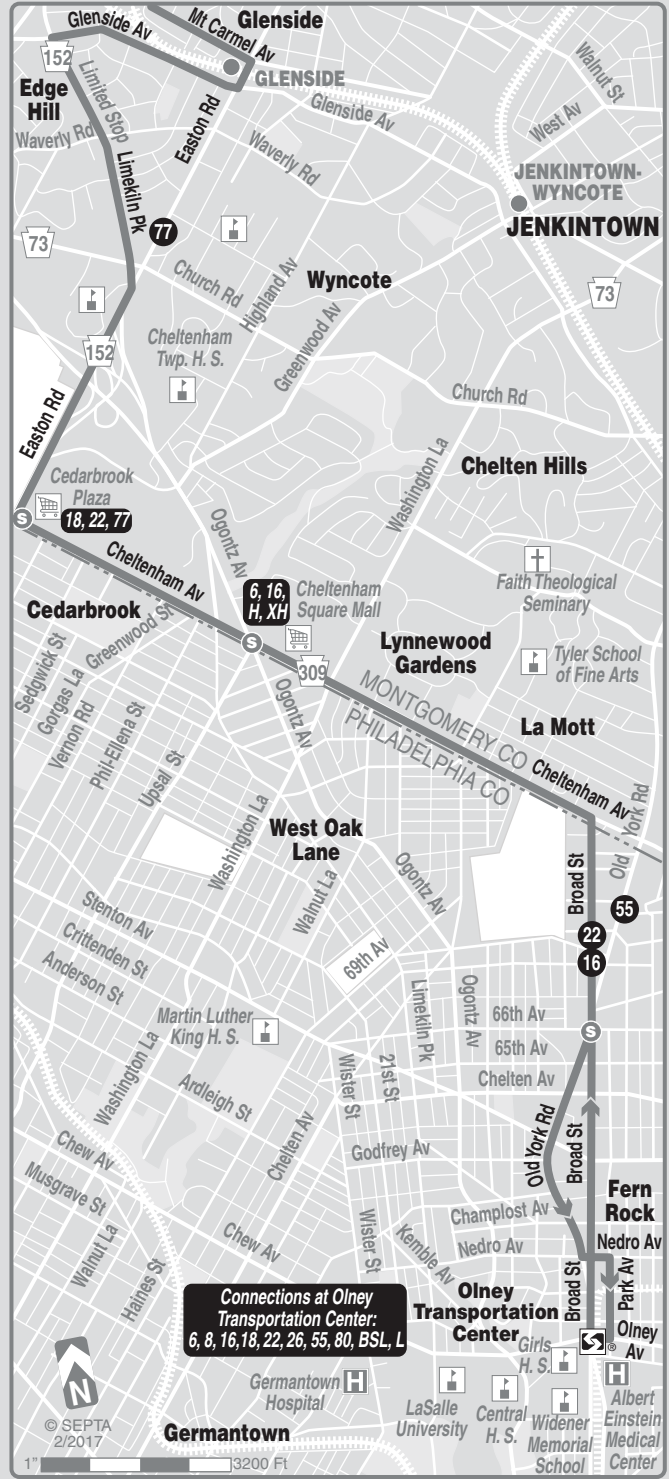 Glenside Av
Mt Carmel Av
Glenside
152
GLENSIDE
Edge
Hill
Limited Stop
Waverly Rd
Limekiln Pk
Easton Rd
Glenside Av
Waverly Rd
Walnut St
West Av
JENKINTOWN-
WYNCOTE
JENKINTOWN
77
73
Church Rd
Highland Av
Wyncote
73
152
Cheltenham
Twp. H. S.
Greenwood Av
Easton Rd
Church Rd
Washington La
Chelten Hills
Cedarbrook
Plaza
S
18, 22, 77
Ogontz Av
Cheltenham Av
6, 16,
H, XH
Cheltenham
Square Mall
Faith Theological
Seminary
Cedarbrook
Greenwood St
S
Lynnewood
Gardens
Tyler School
of Fine Arts
Sedgwick St
Gorgas La
Vernon Rd
Phil-Ellena St
Upsal St
309
Ogontz Av
MONTGOMERY CO
PHILADELPHIA CO
La Mott
Cheltenham Av
Old York Rd
Washington La
West Oak
Lane
Walnut La
Ogontz Av
Broad St
55
22
16
Stenton Av
Crittenden St
Anderson St
69th Av
Limekiln Pk
Ogontz Av
66th Av
S
65th Av
Chelten Av
Martin Luther
King H. S.
Washington La
Ardleigh St
Wister St
21st St
Chelten Av
Godfrey Av
Old York Rd
Broad St
Chew Av
Musgrave St
Fern
Rock
Champlost Av
Nedro Av
Nedro Av
Walnut La
Haines St
Chew Av
Wister St
Kemble Av
Broad St
Park Av
Connections at Olney
Transportation Center:
6, 8, 16,18, 22, 26, 55, 80, BSL, L
Olney
Transportation
Center
Olney
Av
S
®
Girls
H. S.
H
N
Germantown
Hospital
H
LaSalle
University
Central
H. S.
Widener
Memorial
School
Albert
Einstein
Medical
Center
© SEPTA
2/2017
Germantown
1"
3200 Ft